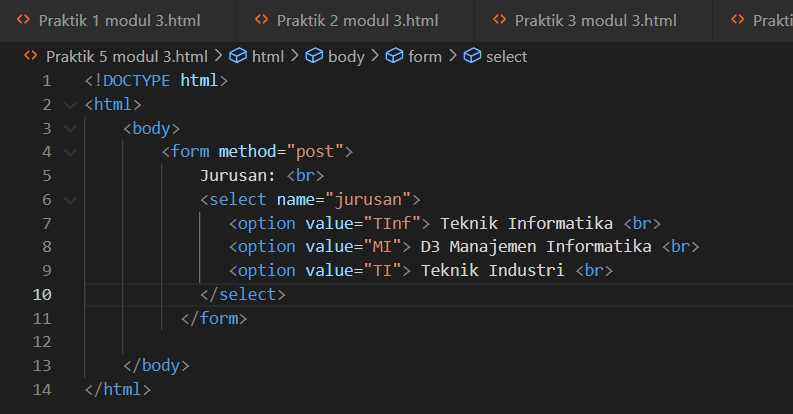 Praktik 1 modul 3.html Praktik 2 modul 3.html Praktik 3 modul 3.html Prakti
Praktik 5 modul 3.html > html > body > form > select
1 <!DOCTYPE html>
2 <html>
3 <body>
4 <form method="post">
5 Jurusan: <br>
6 <select name="jurusan">
7 <option value="TInf"> Teknik Informatika <br>
8 <option value="MI"> D3 Manajemen Informatika <br>
9 <option value="TI"> Teknik Industri <br>
10 </select>
11 </form>
12
13 </body>
14 </html>